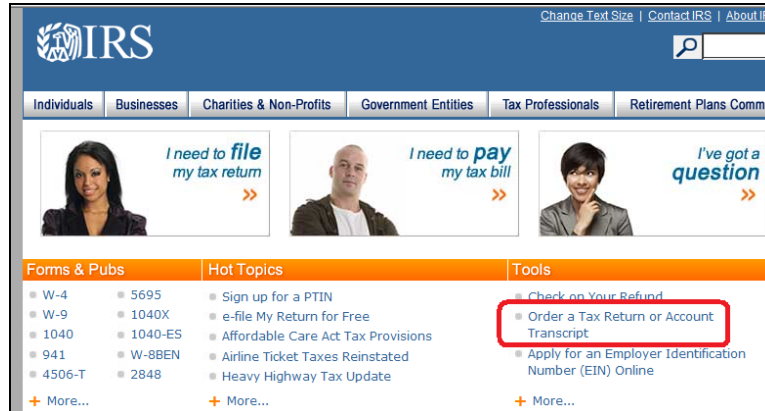 Change Text Size | Contact IRS | About
IRS
Individuals Businesses Charities & Non-Profits Government Entities Tax Professionals Retirement Plans
I need to file
my tax return
»
I need to pay
my tax bill
»
I've got a
question
»
Forms & Pubs
W-4 5695
W-9 1040X
1040 1040-ES
941 W-8BEN
4506-T 2848
+ More...
Hot Topics
Sign up for a PTIN
e-file My Return for Free
Affordable Care Act Tax Provisions
Airline Ticket Taxes Reinstated
Heavy Highway Tax Update
+ More...
Tools
Check on Your Refund
Order a Tax Return or Account
Transcript
Apply for an Employer Identification
Number (EIN) Online
+ More...